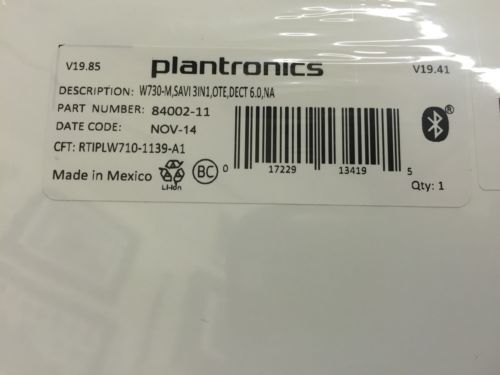 V19.85 plantronics V19.41
DESCRIPTION: W730-M,SAVI 3IN1,OTE,DECT 6.0,NA
PART NUMBER: 84002-11
DATE CODE: NOV-14
CFT: RTIPLW710-1139-A1
Made in Mexico Li-Ion BC 0 17229 13419 5
Qty: 1